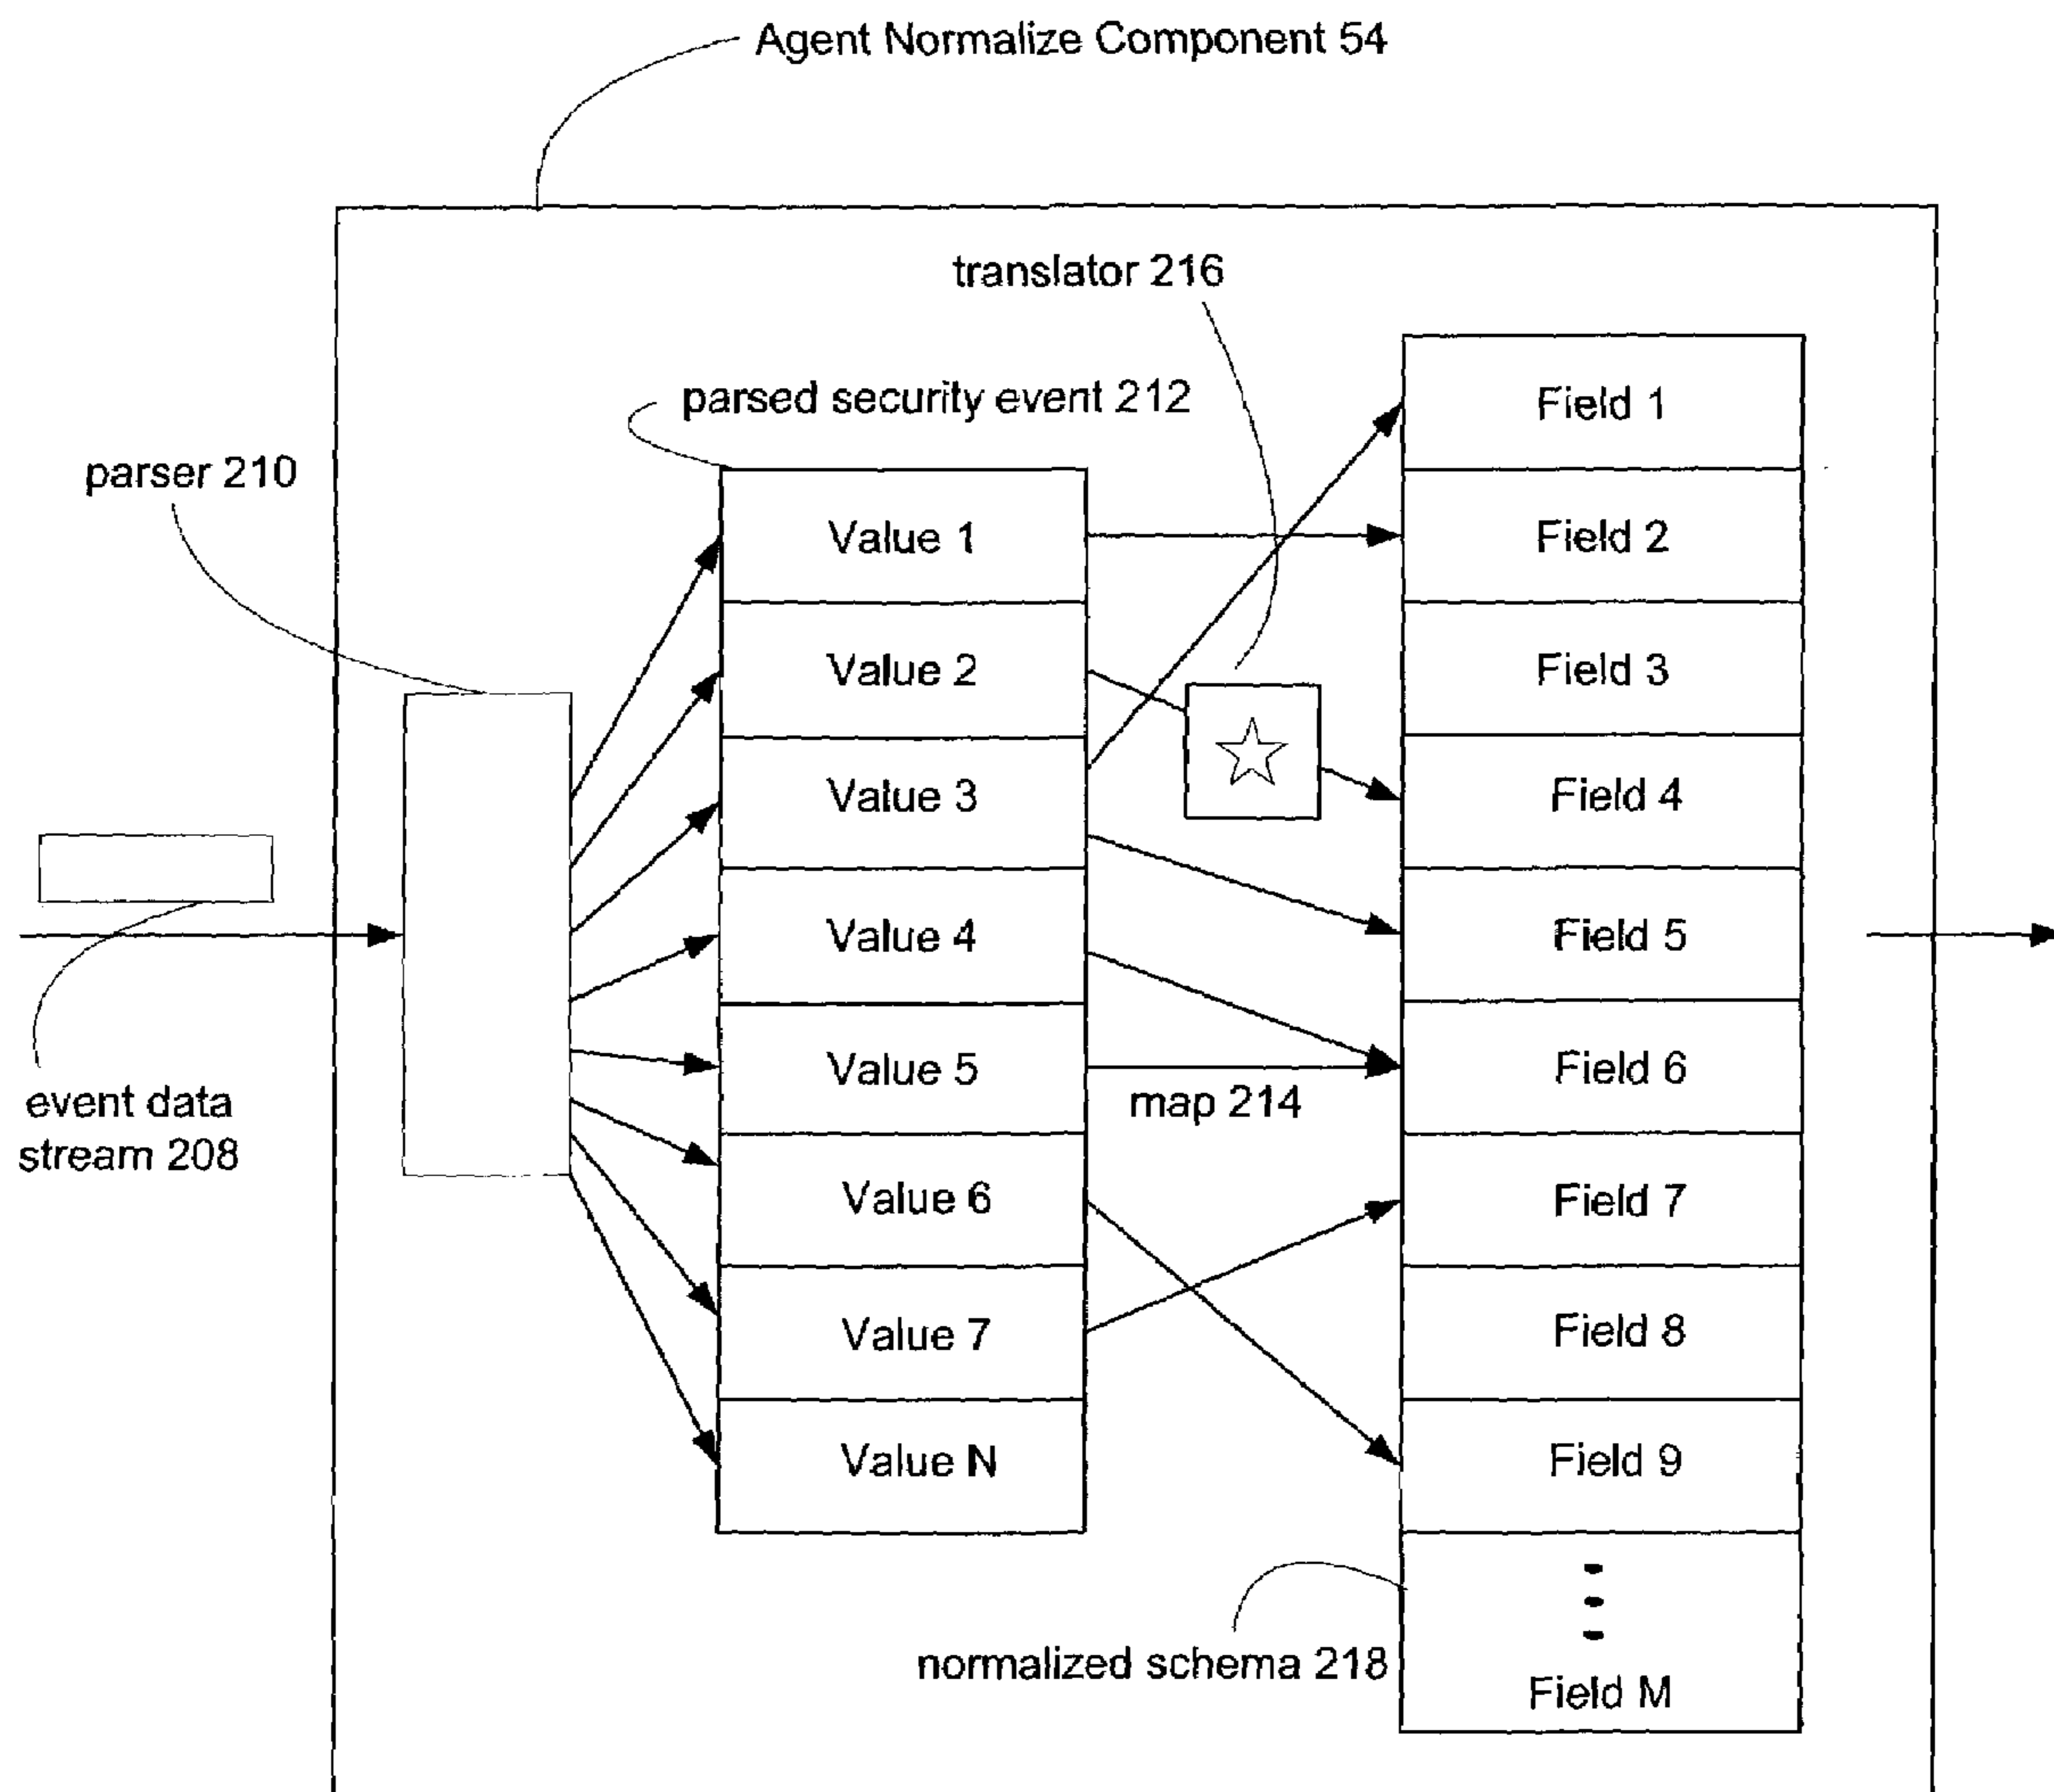 Agent Normalize Component 54
translator 216
parsed security event 212
parser 210
event data
stream 208
Value 1
Value 2
Value 3
Value 4
Value 5
Value 6
Value 7
Value N
map 214
Field 1
Field 2
Field 3
Field 4
Field 5
Field 6
Field 7
Field 8
Field 9
Field M
normalized schema 218